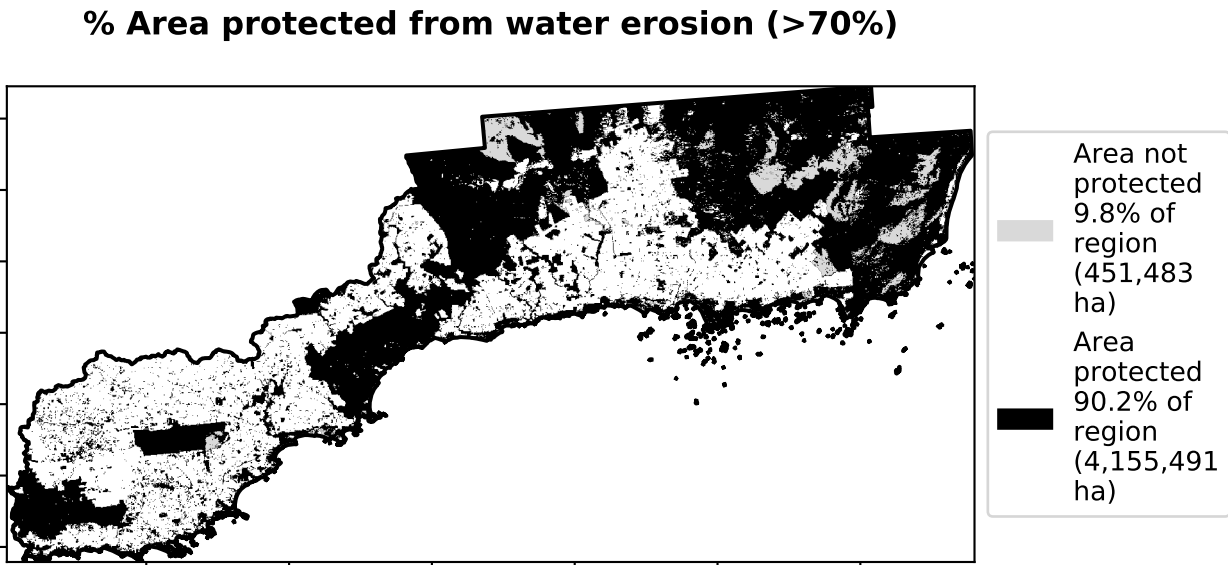 % Area protected from water erosion (>70%)
Area not
protected
9.8% of
region
(451,483
ha)
Area
protected
90.2% of
region
(4,155,491
ha)